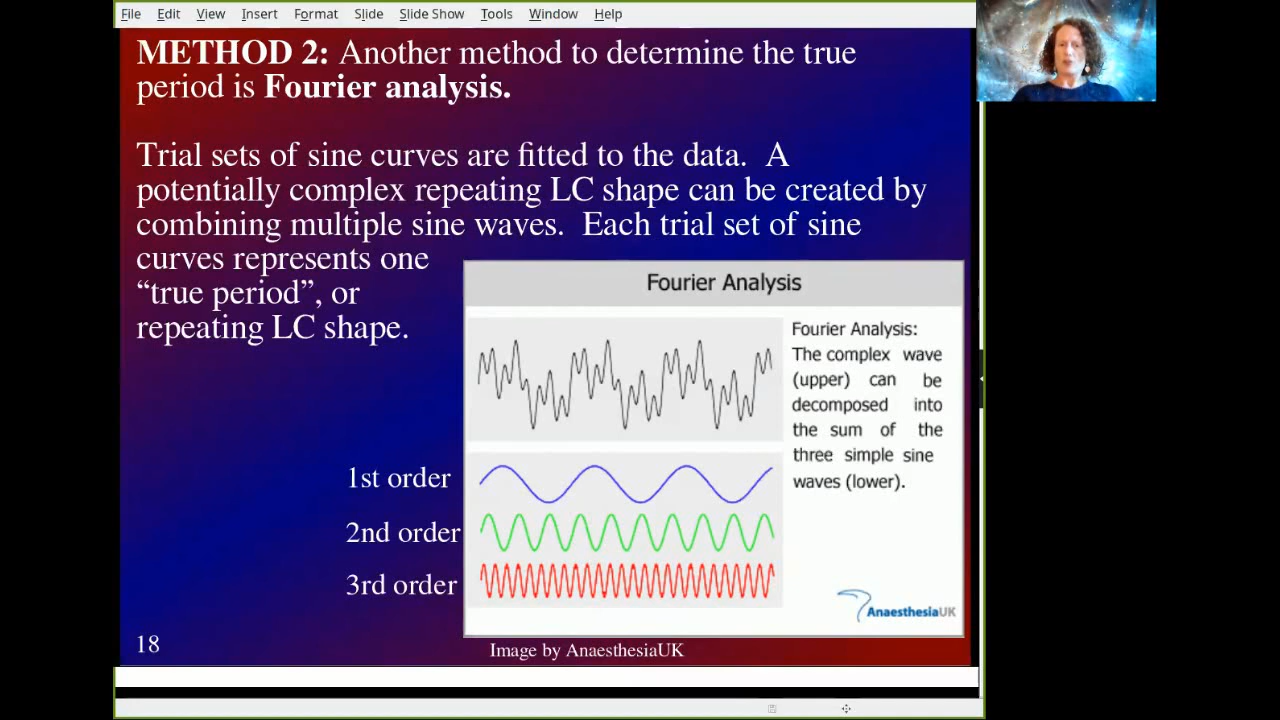 File Edit View Insert Format Slide Slide Show Tools Window Help
METHOD 2: Another method to determine the true
period is Fourier analysis.
Trial sets of sine curves are fitted to the data. A
potentially complex repeating LC shape can be created by
combining multiple sine waves. Each trial set of sine
curves represents one
“true period”, or
repeating LC shape.
Fourier Analysis
Fourier Analysis:
The complex wave
(upper) can be
decomposed into
the sum of the
three simple sine
waves (lower).
1st order
2nd order
3rd order
AnaesthesiaUK
18
Image by AnaesthesiaUK